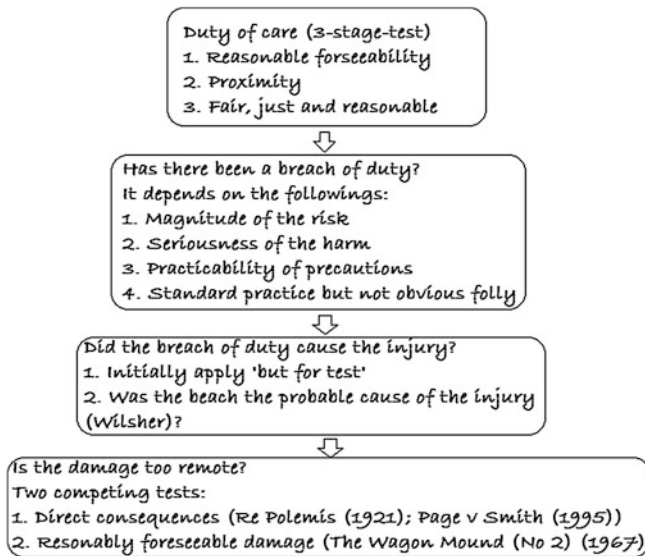 Duty of care (3-stage-test)
1. Reasonable forseeability
2. Proximity
3. Fair, just and reasonable
Has there been a breach of duty?
It depends on the followings:
1. Magnitude of the risk
2. Seriousness of the harm
3. Practicability of precautions
4. Standard practice but not obvious folly
Did the breach of duty cause the injury?
1. Initially apply 'but for test'
2. Was the beach the probable cause of the injury
(Wilsher)?
Is the damage too remote?
Two competing tests:
1. Direct consequences (Re Polemis (1921); Page v Smith (1995))
2. Resonably foreseeable damage (The Wagon Mound (No 2) (1967)